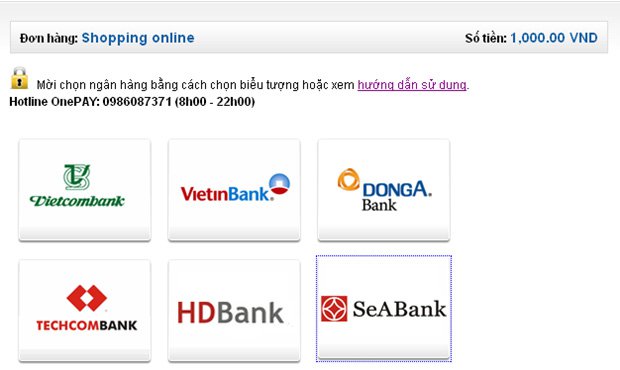 Đơn hàng: Shopping online Số tiền: 1,000.00 VND
Mời chọn ngân hàng bằng cách chọn biểu tượng hoặc xem hướng dẫn sử dụng.
Hotline OnePAY: 0986087371 (8h00 - 22h00)
Vietcombank VietinBank DONGA Bank
TECHCOMBANK HDBank SeABank